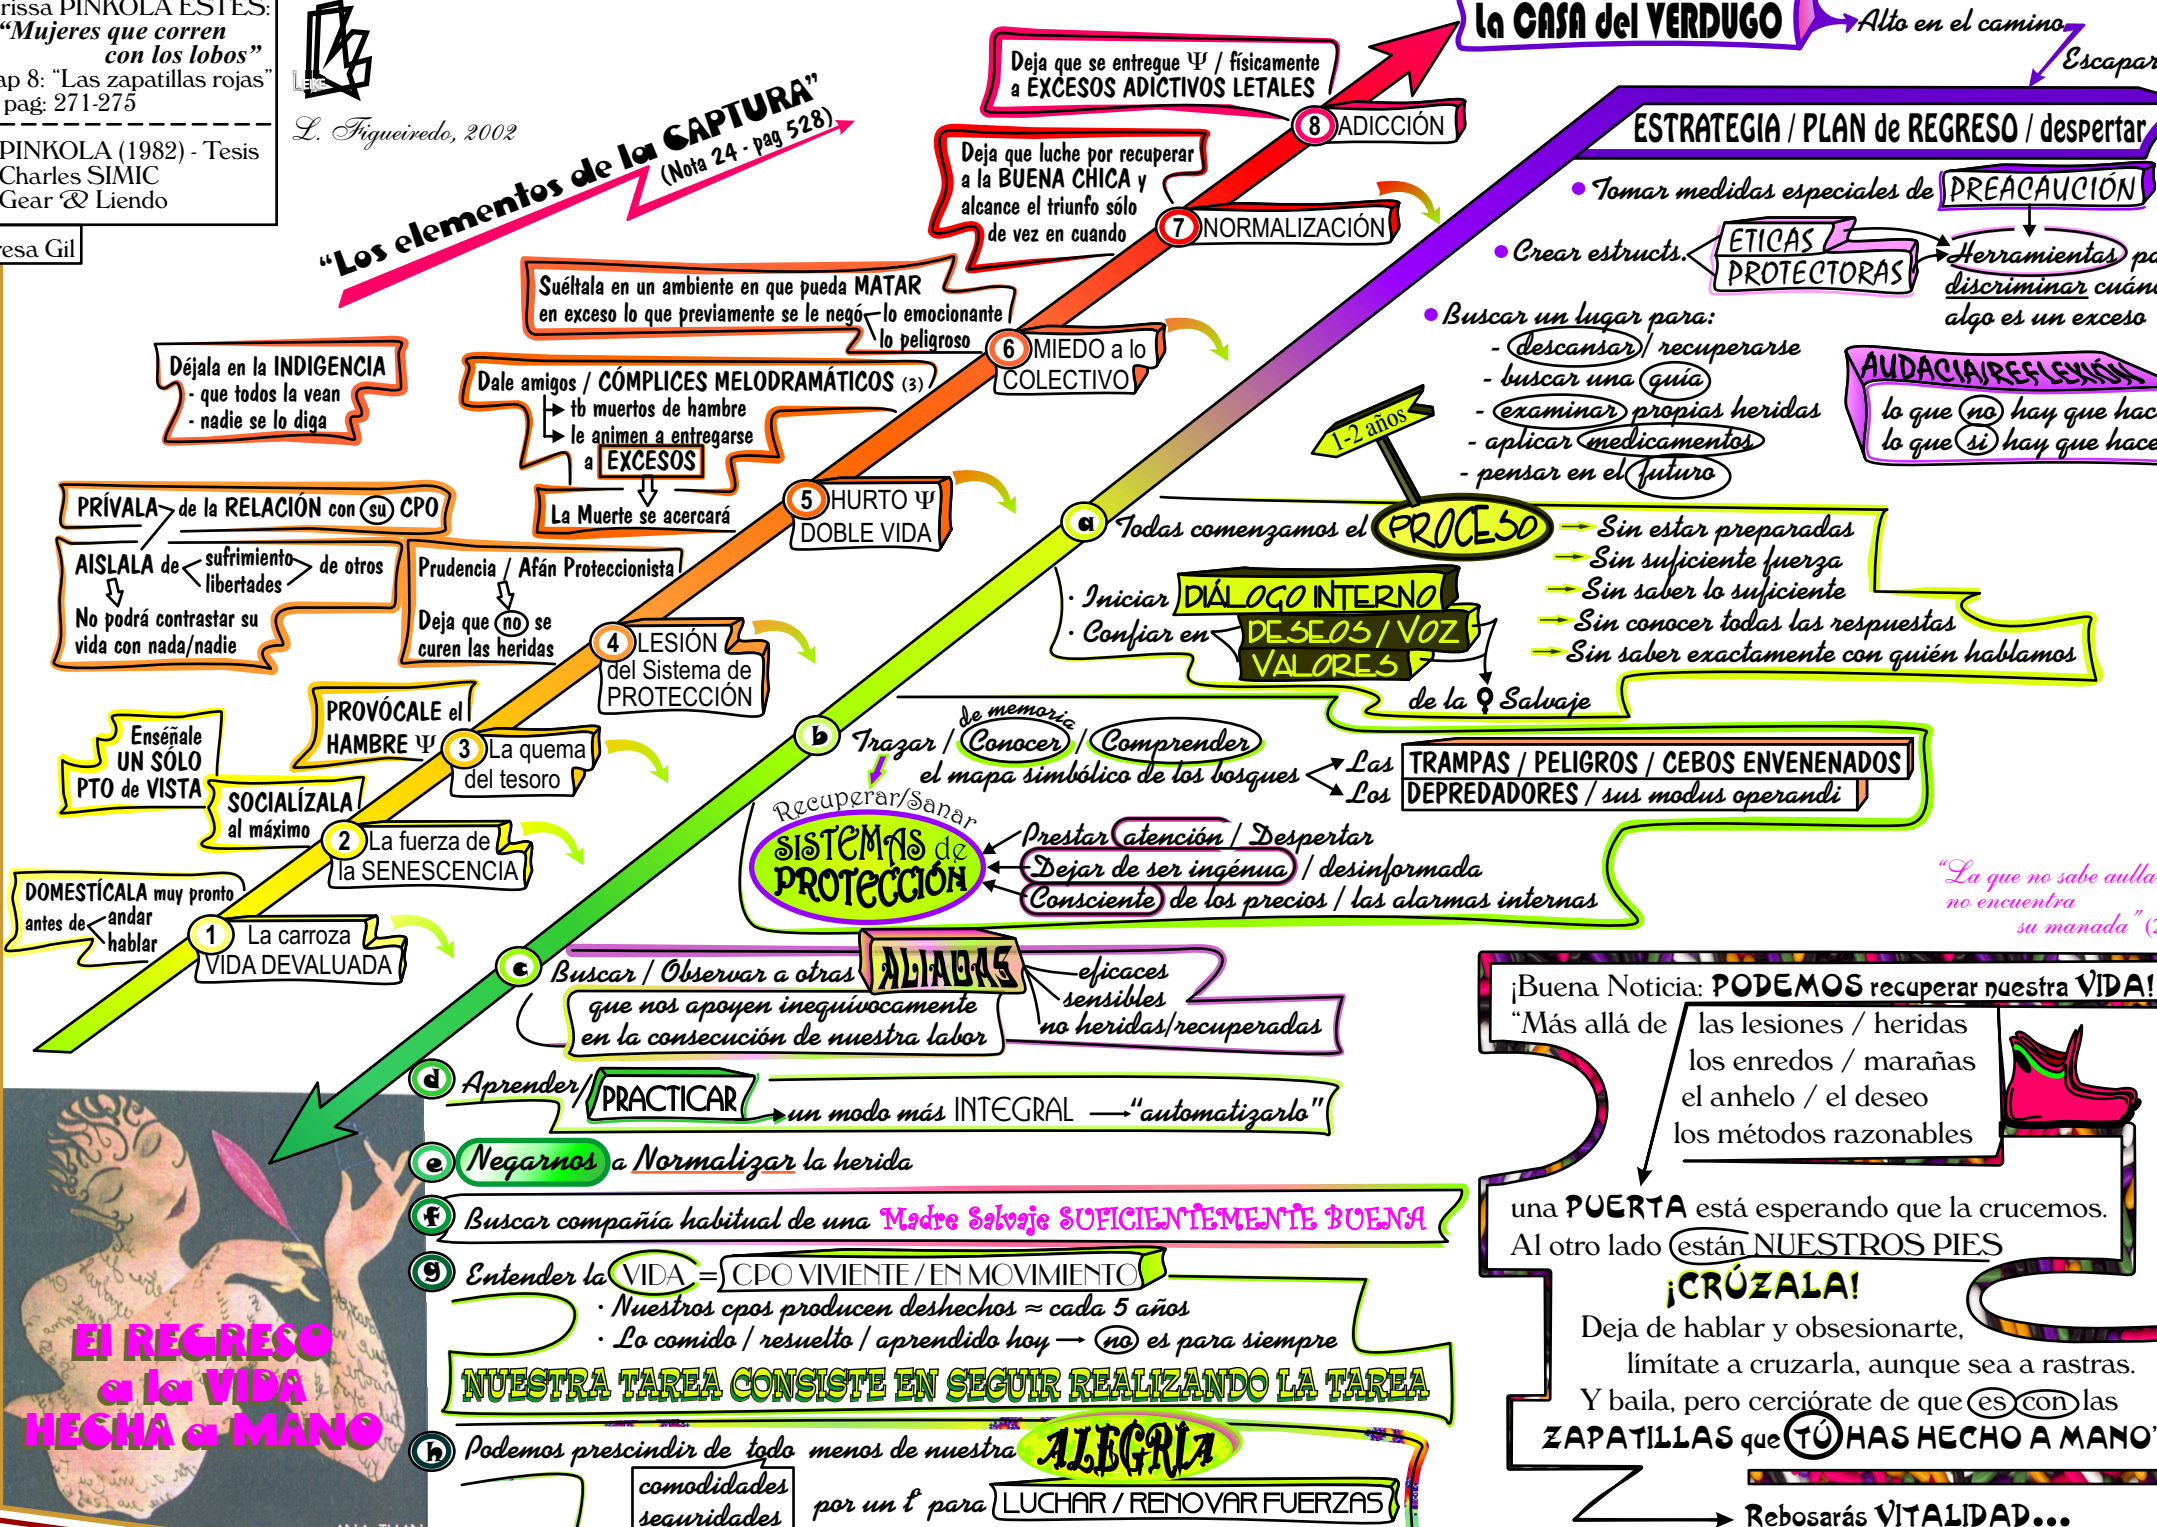 rissa PINKOLA ESTÉS:
“Mujeres que corren
con los lobos”
ap 8: “Las zapatillas rojas”
pag: 271-275
PINKOLA (1982) - Tesis
Charles SIMIC
Gear & Liendo
esa Gil
LEKE
L. Figueiredo, 2002
“Los elementos de la CAPTURA”
(Nota 24 - pag 528)
La CASA del VERDUGO
Alto en el camino
Escapar
Deja que se entregue Ψ / físicamente
a EXCESOS ADICTIVOS LETALES
8 ADICCIÓN
Deja que luche por recuperar
a la BUENA CHICA y
alcance el triunfo sólo
de vez en cuando
7 NORMALIZACIÓN
Suéltala en un ambiente en que pueda MATAR
en exceso lo que previamente se le negó lo emocionante
lo peligroso
6 MIEDO a lo
COLECTIVO
Déjala en la INDIGENCIA
- que todos la vean
- nadie se lo diga
Dale amigos / CÓMPLICES MELODRAMÁTICOS (3)
tb muertos de hambre
le animen a entregarse
a EXCESOS
La Muerte se acercará
5 HURTO Ψ
DOBLE VIDA
PRÍVALA de la RELACIÓN con su CPO
AISLALA de sufrimiento
libertades de otros
No podrá contrastar su
vida con nada/nadie
Prudencia / Afán Proteccionista
Deja que no se
curen las heridas
4 LESIÓN
del Sistema de
PROTECCIÓN
PROVÓCALE el
HAMBRE Ψ
3 La quema
del tesoro
Enséñale
UN SÓLO
PTO de VISTA
SOCIALÍZALA
al máximo
2 La fuerza de
la SENESCENCIA
DOMESTÍCALA muy pronto
antes de andar
hablar
1 La carroza
VIDA DEVALUADA
ESTRATEGIA / PLAN de REGRESO / despertar
• Tomar medidas especiales de PREACAUCIÓN
• Crear estructs. ETICAS
PROTECTORAS
Herramientas
discriminar
algo es un exceso
• Buscar un lugar para:
- descansar / recuperarse
- buscar una guía
- examinar propias heridas
- aplicar medicamentos
- pensar en el futuro
AUDACIA/REFLEXIÓN
lo que no hay que hac
lo que si hay que hace
1-2 años
a Todas comenzamos el PROCESO
Sin estar preparadas
Sin suficiente fuerza
Sin saber lo suficiente
Sin conocer todas las respuestas
Sin saber exactamente con quién hablamos
· Iniciar DIÁLOGO INTERNO
· Confiar en DESEOS / VOZ
VALORES
de la ♀ Salvaje
b Trazar / Conocer / Comprender
de memoria
el mapa simbólico de los bosques
Las TRAMPAS / PELIGROS / CEBOS ENVENENADOS
Los DEPREDADORES / sus modus operandi
Recuperar/Sanar
SISTEMAS de
PROTECCIÓN
Prestar atención / Despertar
Dejar de ser ingénua / desinformada
Consciente de los precios / las alarmas internas
“La que no sabe aulla
no encuentra
su manada” (2
c Buscar / Observar a otras ALIADAS
eficaces
sensibles
no heridas/recuperadas
que nos apoyen inequívocamente
en la consecución de nuestra labor
d Aprender/ PRACTICAR
un modo más INTEGRAL → “automatizarlo”
e Negarnos a Normalizar la herida
f Buscar compañía habitual de una Madre Salvaje SUFICIENTEMENTE BUENA
g Entender la VIDA = CPO VIVIENTE / EN MOVIMIENTO
· Nuestros cpos producen deshechos ≈ cada 5 años
· Lo comido / resuelto / aprendido hoy → no es para siempre
NUESTRA TAREA CONSISTE EN SEGUIR REALIZANDO LA TAREA
h Podemos prescindir de todo menos de nuestra ALEGRIA
comodidades
seguridades
por un tº para LUCHAR / RENOVAR FUERZAS
El REGRESO
a la VIDA
HECHA a MANO
¡Buena Noticia: PODEMOS recuperar nuestra VIDA!
“Más allá de las lesiones / heridas
los enredos / marañas
el anhelo / el deseo
los métodos razonables
una PUERTA está esperando que la crucemos.
Al otro lado están NUESTROS PIES
¡CRÚZALA!
Deja de hablar y obsesionarte,
límitate a cruzarla, aunque sea a rastras.
Y baila, pero cerciórate de que es con las
ZAPATILLAS que TÚ HAS HECHO A MANO”
Rebosarás VITALIDAD...